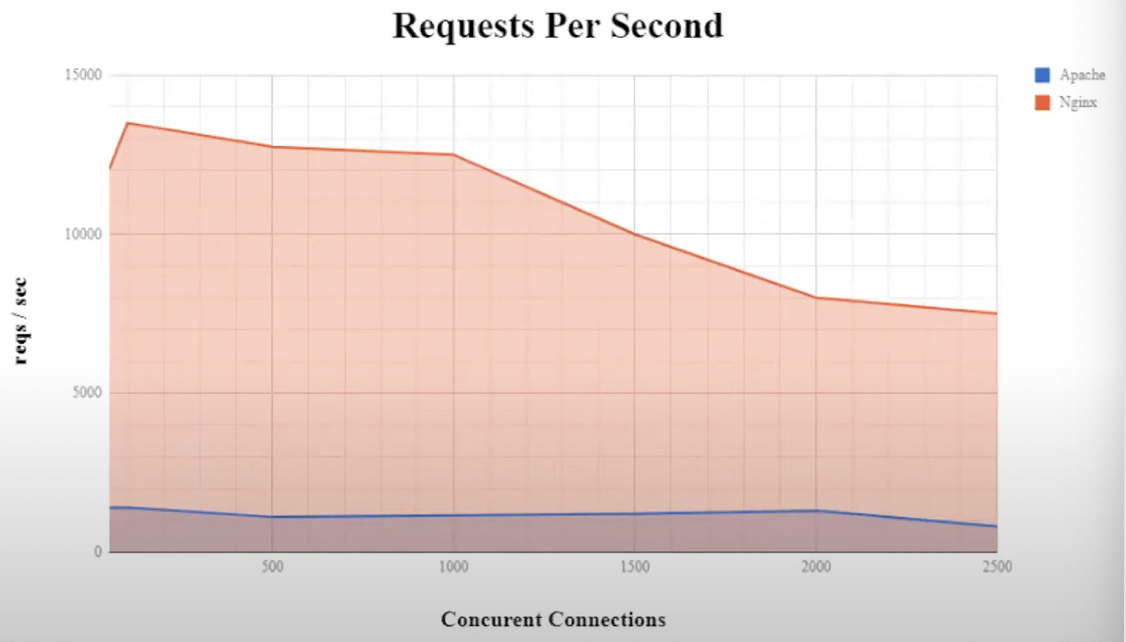 Requests Per Second
15000
Apache
Nginx
10000
reqs / sec
5000
0
500 1000 1500 2000 2500
Concurent Connections